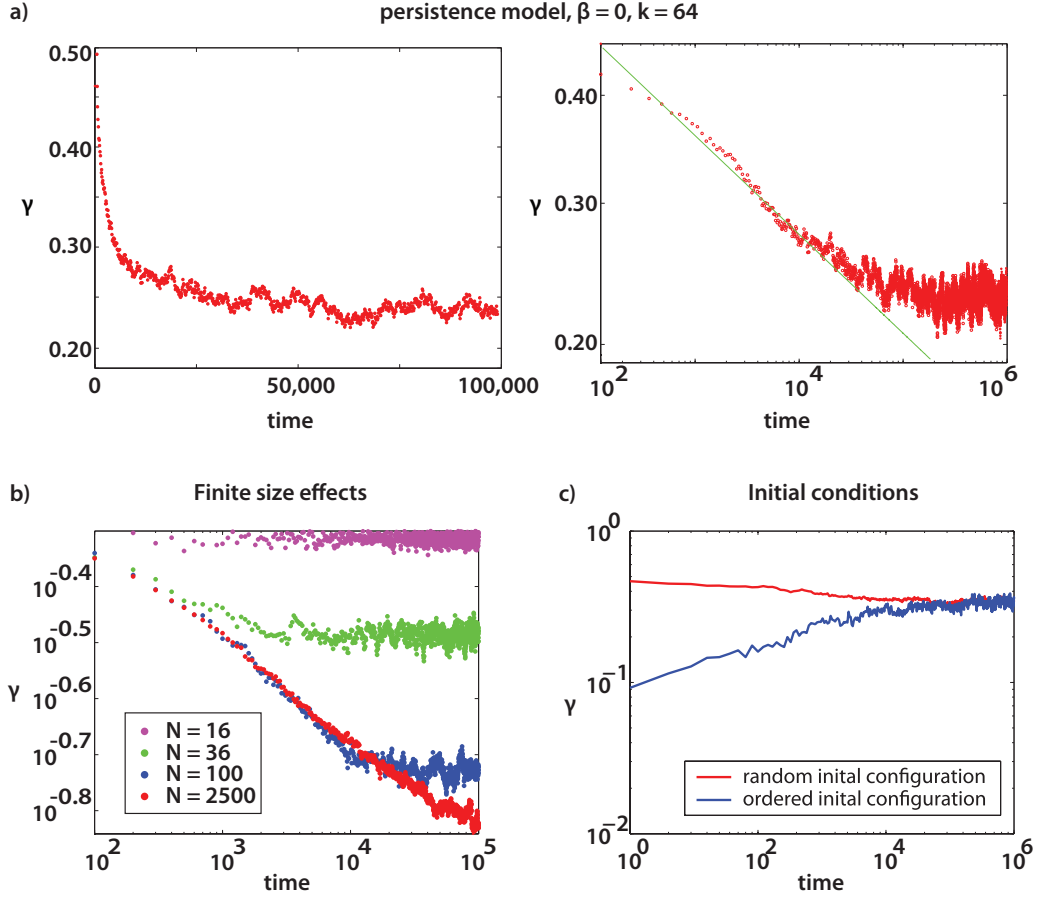 a)
persistence model, β = 0, k = 64
0.50
0.40
γ
0.30
0.20
0
50,000
100,000
time
0.40
γ
0.30
0.20
10^2
10^4
10^5
10^6
time
b)
Finite size effects
10^-0.4
10^-0.5
10^-0.6
γ
10^-0.7
10^-0.8
N = 16
N = 36
N = 100
N = 2500
10^2
10^3
10^4
10^5
time
c)
Initial conditions
10^0
10^-1
γ
10^-2
random inital configuration
ordered inital configuration
10^0
10^2
10^4
10^6
time